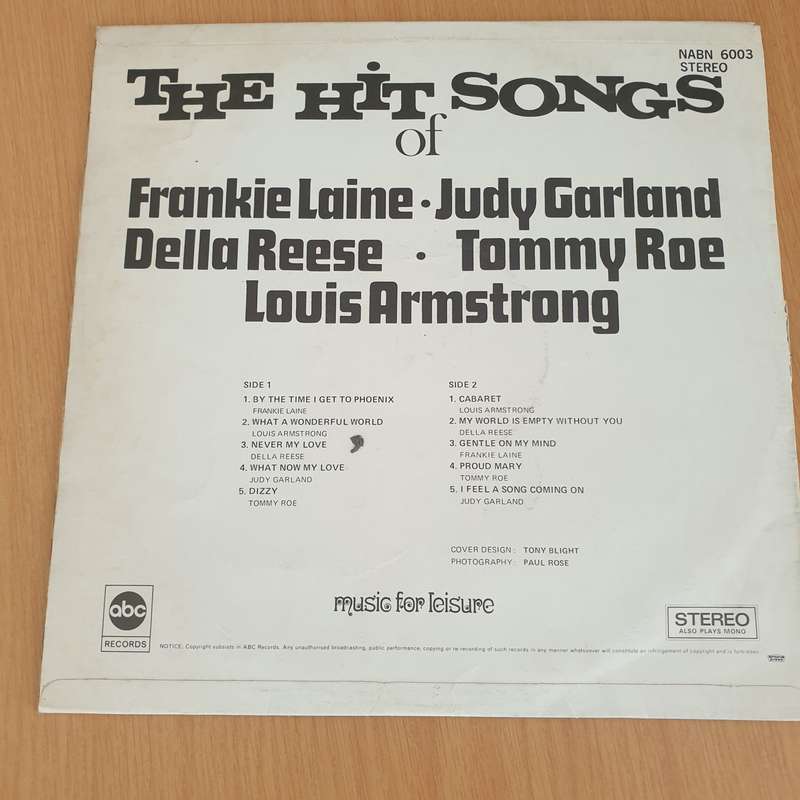 NABN 6003
STEREO
THE HiT SONGS
of
Frankie Laine · Judy Garland
Della Reese · Tommy Roe
Louis Armstrong
SIDE 1
1. BY THE TIME I GET TO PHOENIX
FRANKIE LAINE
2. WHAT A WONDERFUL WORLD
LOUIS ARMSTRONG
3. NEVER MY LOVE
DELLA REESE
4. WHAT NOW MY LOVE
JUDY GARLAND
5. DIZZY
TOMMY ROE
SIDE 2
1. CABARET
LOUIS ARMSTRONG
2. MY WORLD IS EMPTY WITHOUT YOU
DELLA REESE
3. GENTLE ON MY MIND
FRANKIE LAINE
4. PROUD MARY
TOMMY ROE
5. I FEEL A SONG COMING ON
JUDY GARLAND
COVER DESIGN: TONY BLIGHT
PHOTOGRAPHY: PAUL ROSE
music for leisure
abc
RECORDS
STEREO
ALSO PLAYS MONO
NOTICE: Copyright subsists in ABC Records. Any unauthorised broadcasting, public performance, copying or re-recording of such records in any manner whatsoever will constitute an infringement of copyright and is forbidden.